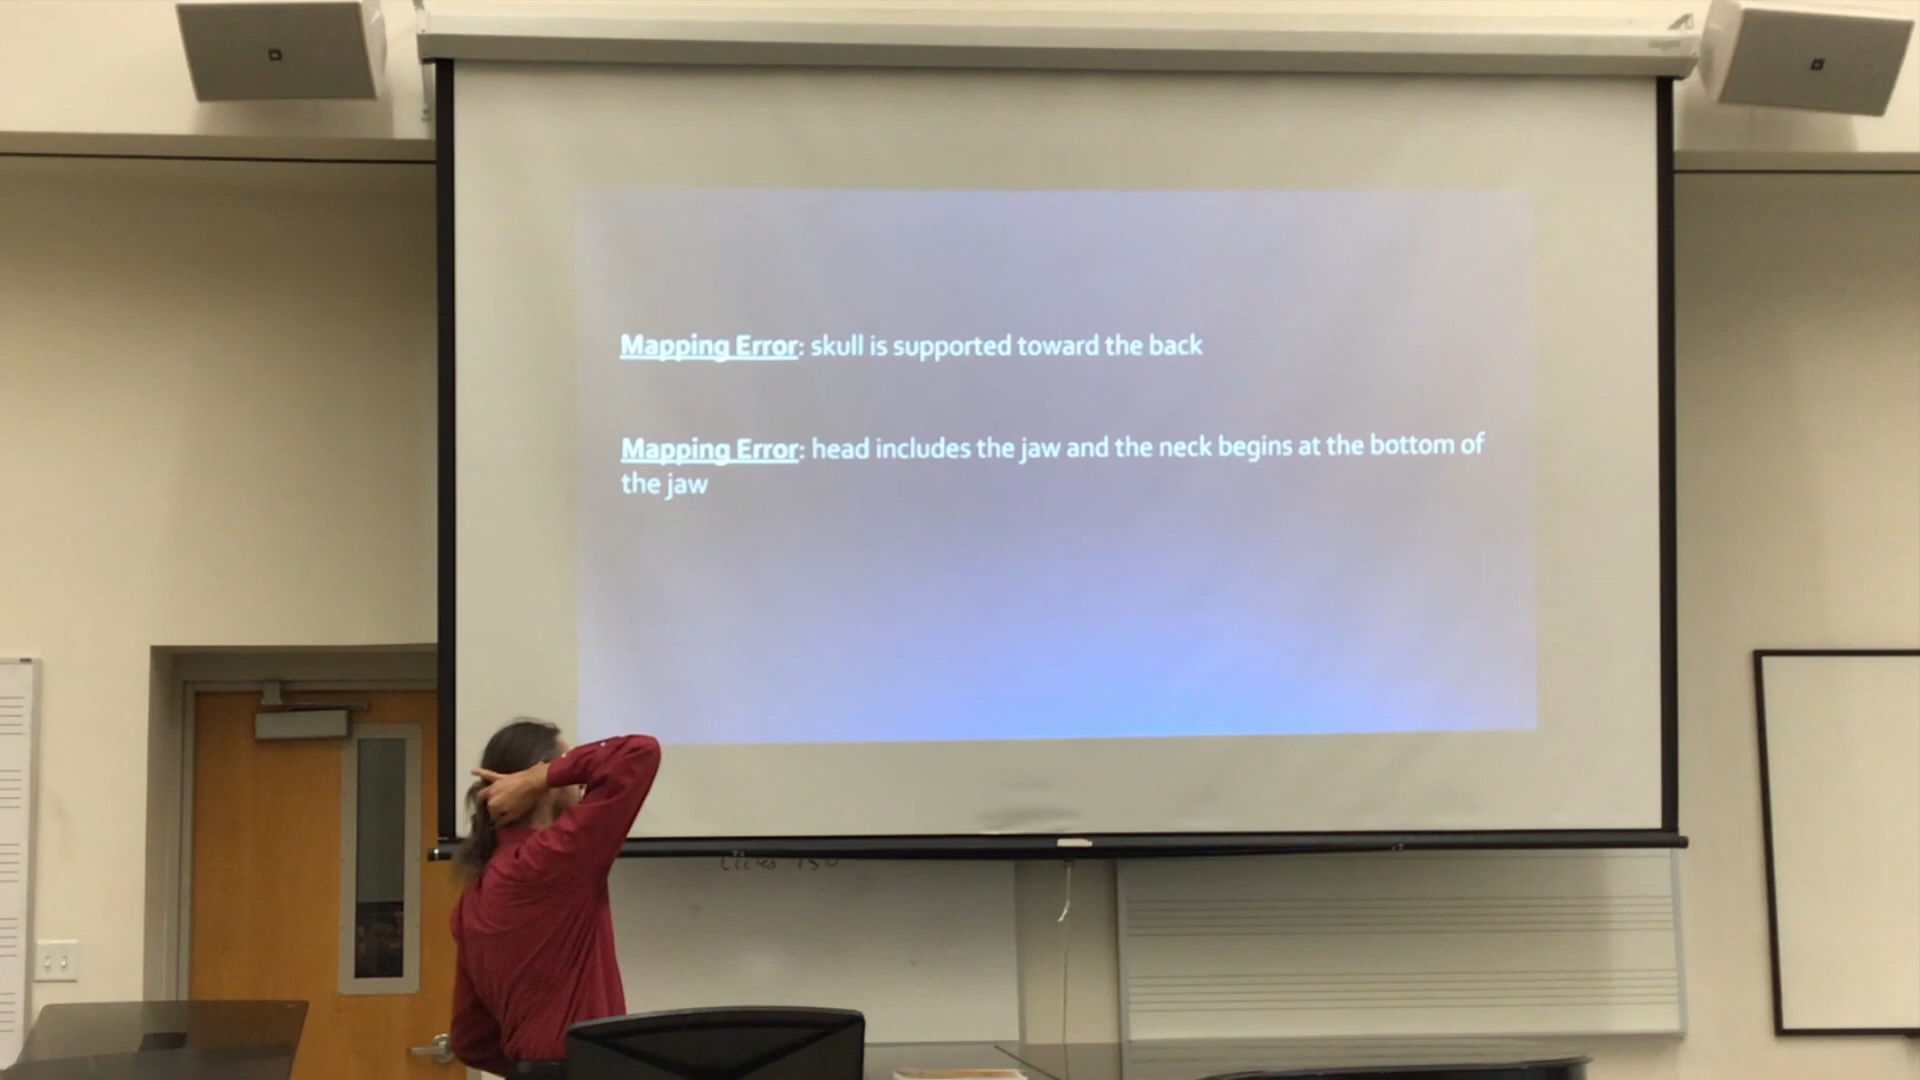 Mapping Error: skull is supported toward the back
Mapping Error: head includes the jaw and the neck begins at the bottom of
the jaw